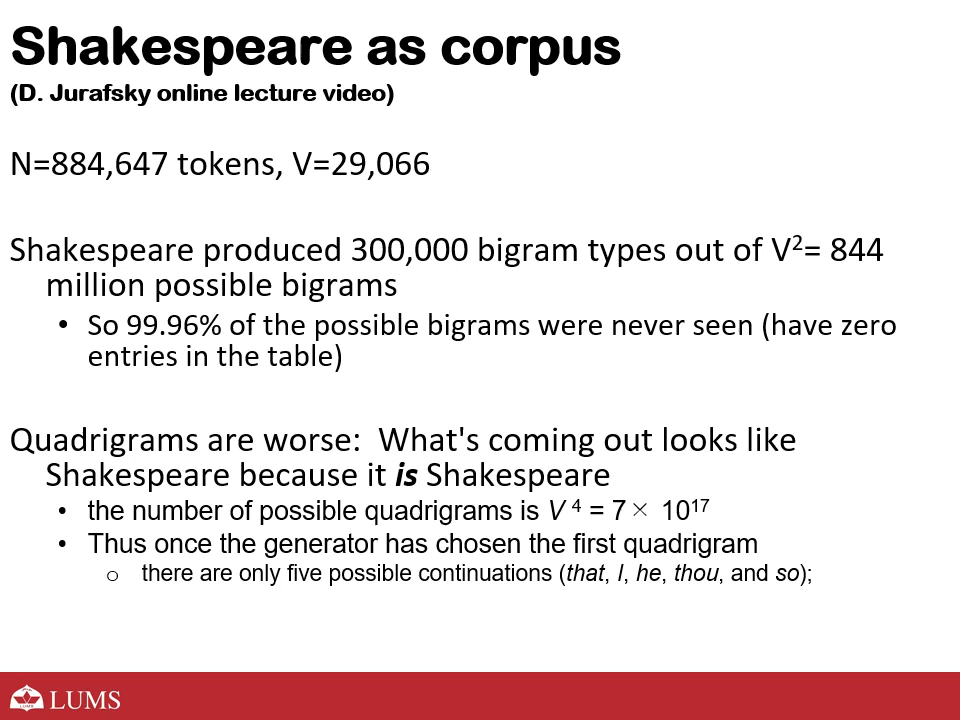 Shakespeare as corpus
(D. Jurafsky online lecture video)
N=884,647 tokens, V=29,066
Shakespeare produced 300,000 bigram types out of V²= 844
million possible bigrams
• So 99.96% of the possible bigrams were never seen (have zero
entries in the table)
Quadrigrams are worse:  What's coming out looks like
Shakespeare because it is Shakespeare
• the number of possible quadrigrams is V ⁴ = 7× 10¹⁷
• Thus once the generator has chosen the first quadrigram
o there are only five possible continuations (that, I, he, thou, and so);
LUMS
LUMS